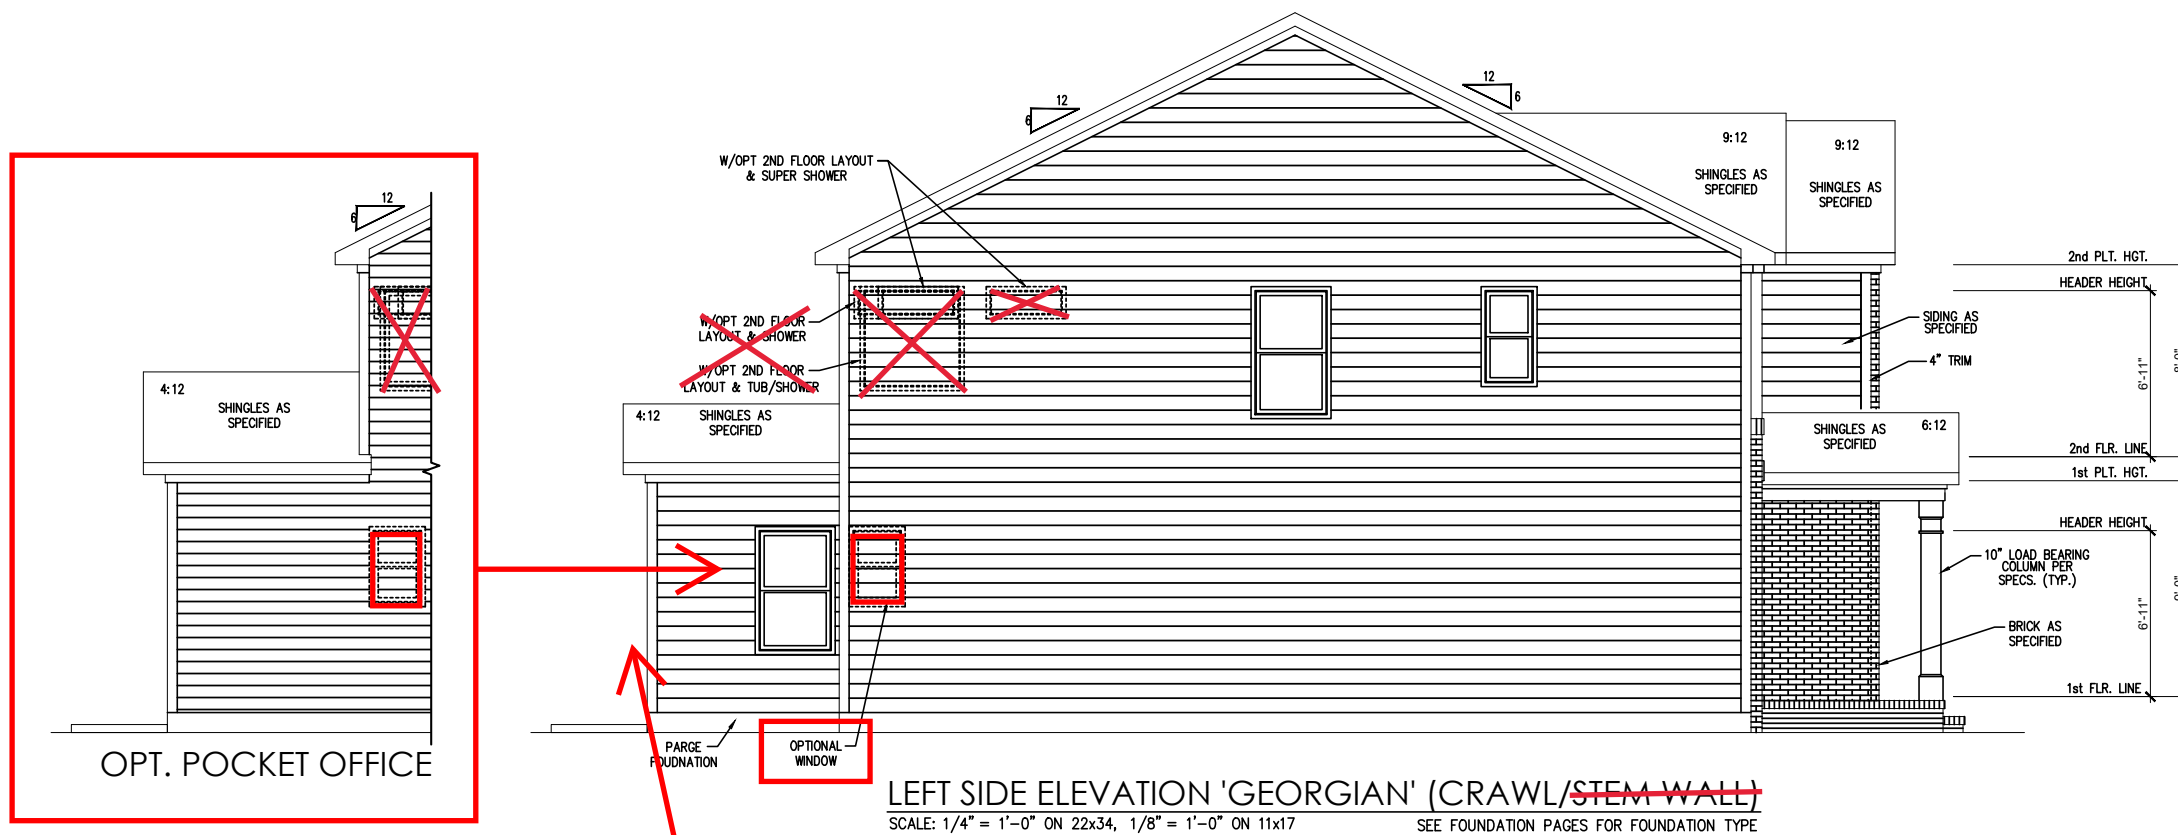 12
6
12
6
9:12
9:12
W/OPT 2ND FLOOR LAYOUT
& SUPER SHOWER
SHINGLES AS
SPECIFIED
SHINGLES AS
SPECIFIED
12
6
2nd PLT. HGT.
HEADER HEIGHT
SIDING AS
SPECIFIED
W/OPT 2ND FLOOR
LAYOUT & SHOWER
4" TRIM
W/OPT 2ND FLOOR
LAYOUT & TUB/SHOWER
6'-11"
8'-0"
4:12
SHINGLES AS
SPECIFIED
4:12
SHINGLES AS
SPECIFIED
SHINGLES AS
SPECIFIED
6:12
2nd FLR. LINE
1st PLT. HGT.
HEADER HEIGHT
10" LOAD BEARING
COLUMN PER
SPECS. (TYP.)
6'-11"
BRICK AS
SPECIFIED
1st FLR. LINE
PARGE
FOUDNATION
OPTIONAL
WINDOW
OPT. POCKET OFFICE
LEFT SIDE ELEVATION 'GEORGIAN' (CRAWL/STEM WALL)
SCALE: 1/4" = 1'-0" ON 22x34, 1/8" = 1'-0" ON 11x17
SEE FOUNDATION PAGES FOR FOUNDATION TYPE